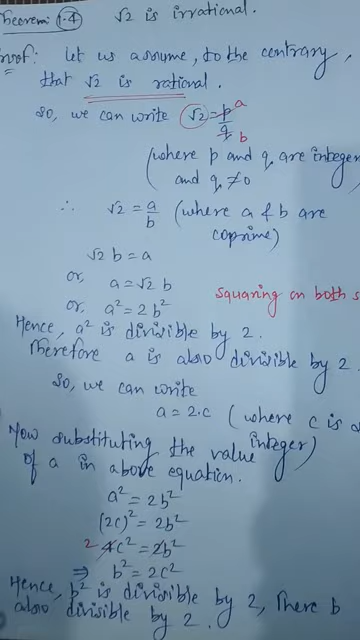 Theorem: 1.4 √2 is irrational.
Proof: Let us assume, to the contrary,
that √2 is rational.
So, we can write √2 = p/q a b
(where p and q are integer
and q ≠ 0
∴ √2 = a/b (where a & b are
coprime)
√2 b = a
or, a = √2 b
or, a² = 2b² Squaring on both s
Hence, a² is divisible by 2.
Therefore a is also divisible by 2.
So, we can write
a = 2.c (where c is a
integer)
Now substituting the value
of a in above equation.
a² = 2b²
(2c)² = 2b²
2 4c² = 2b²
⇒ b² = 2c²
Hence, b² is divisible by 2, There b
also divisible by 2.